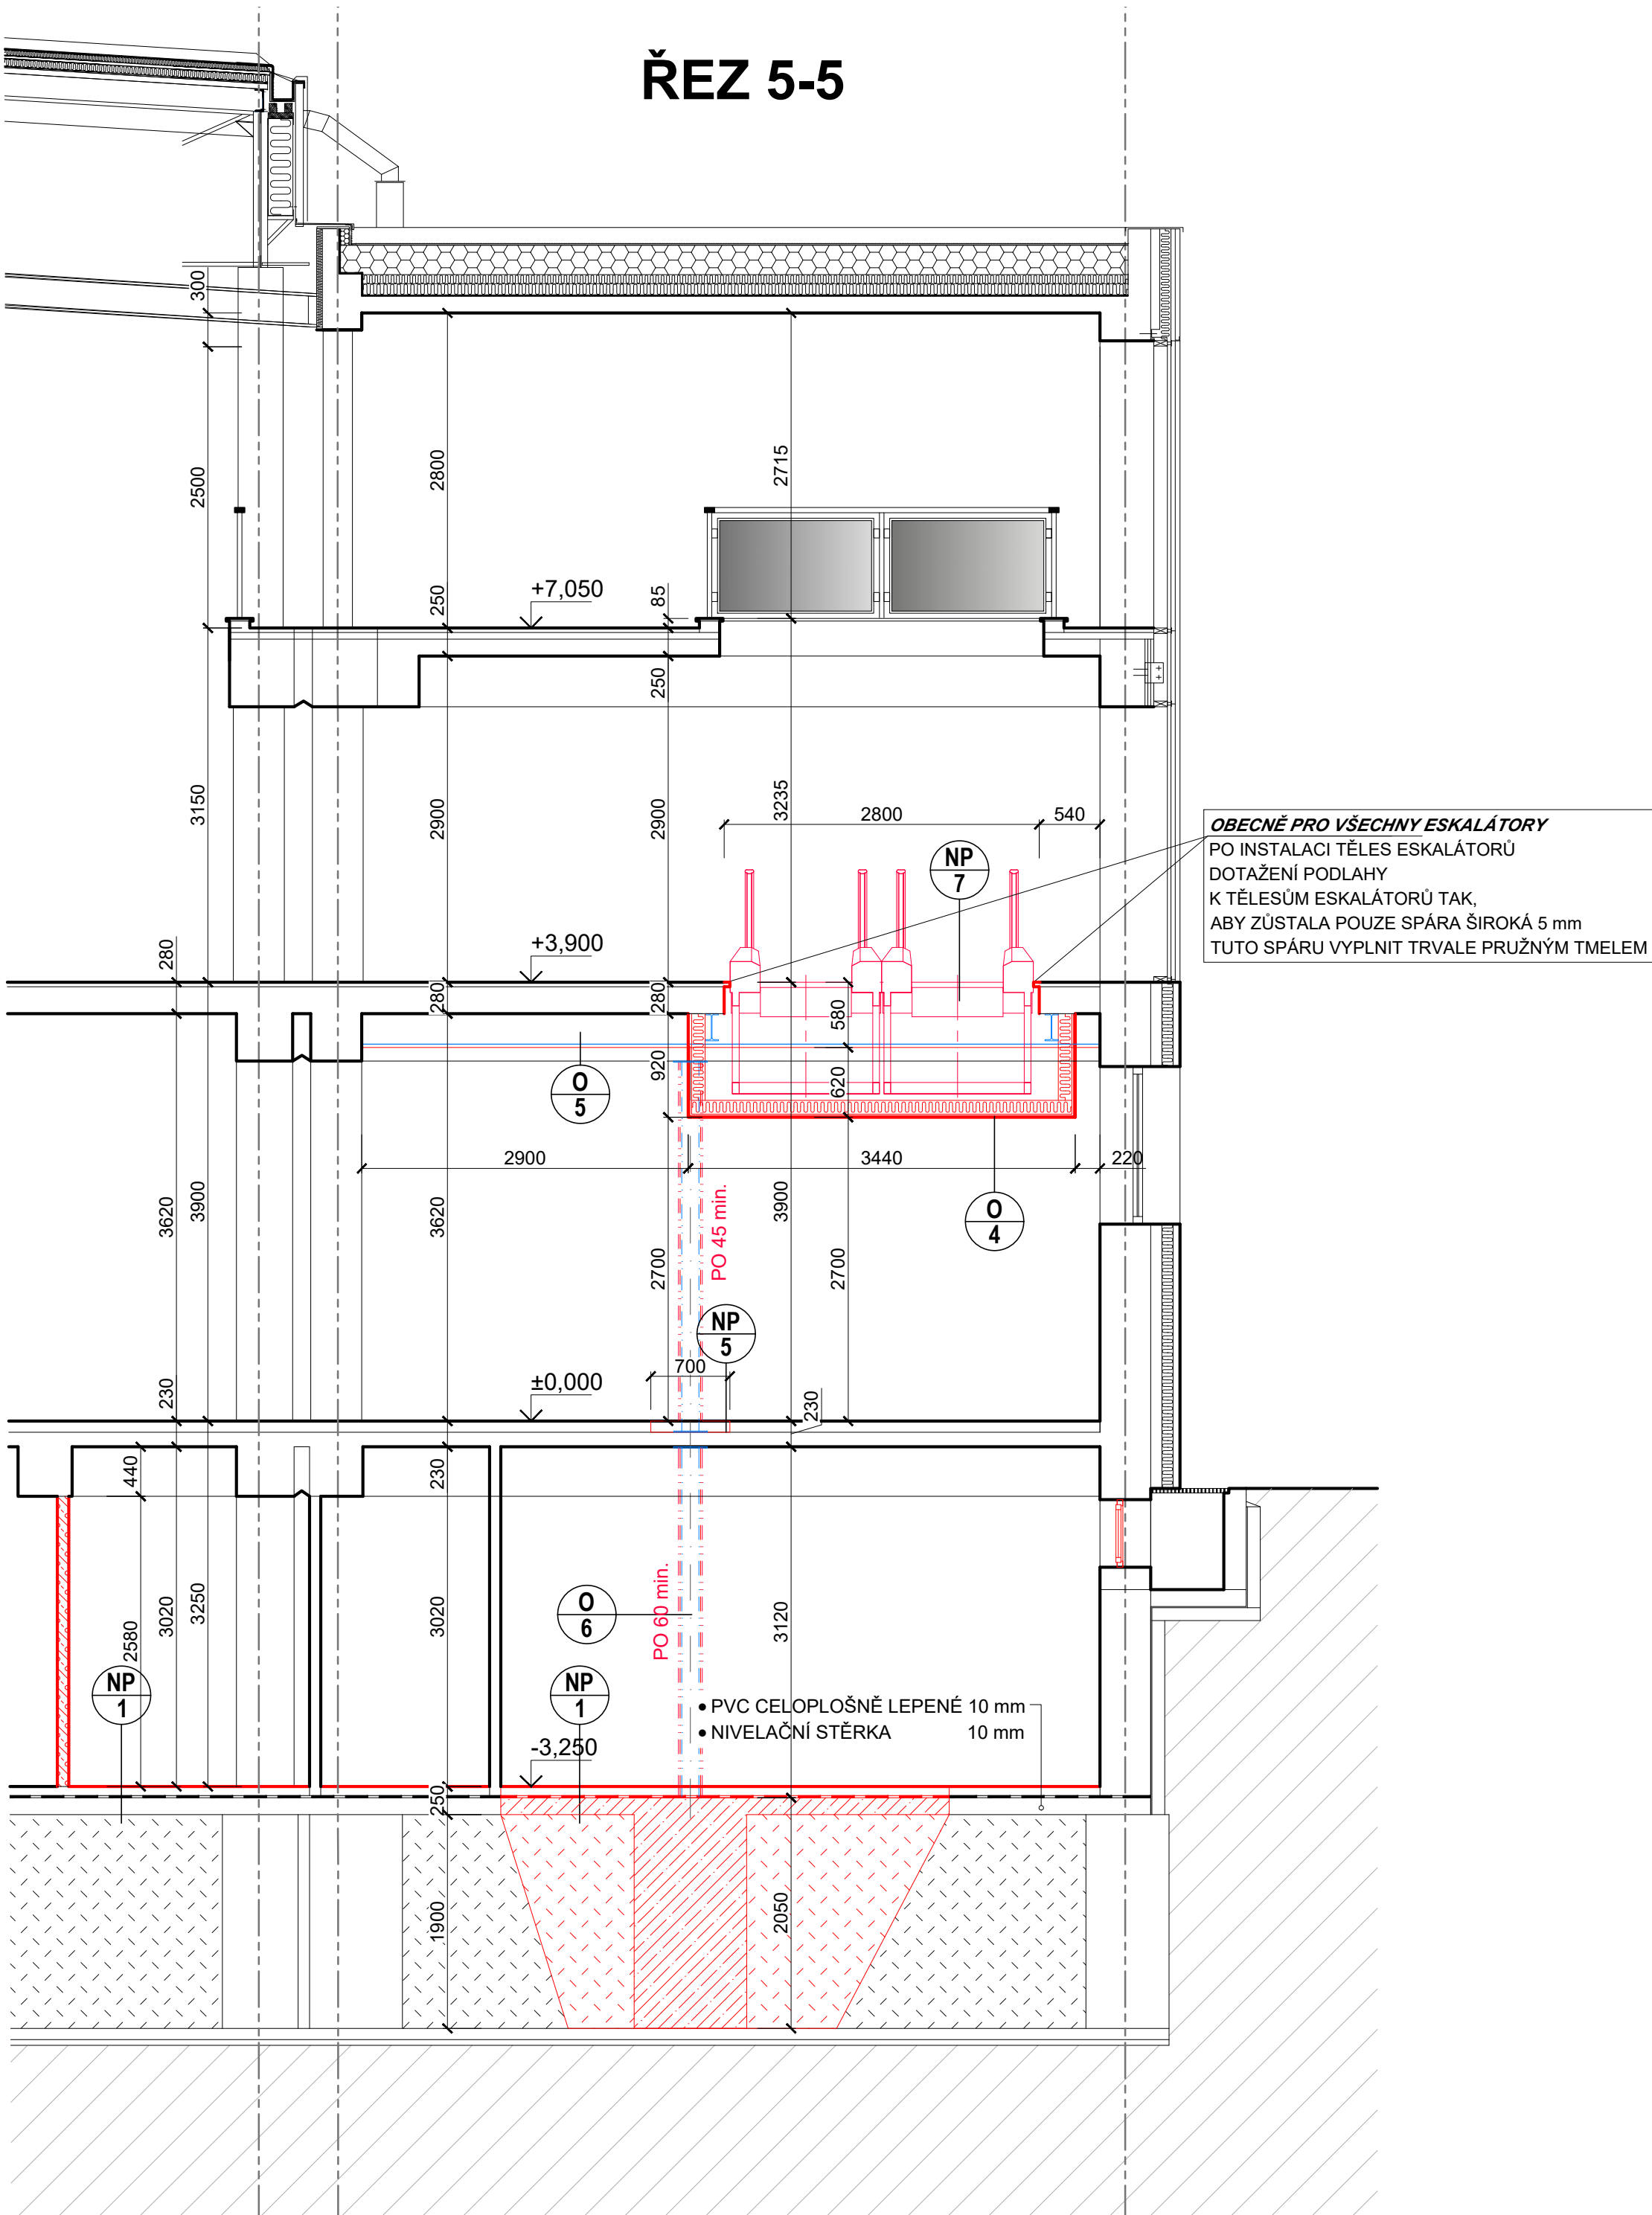 ŘEZ 5-5
300
2500
2800
2715
250
+7,050
85
250
3150
2900
2900
3235
2800
540
NP
7
OBECNĚ PRO VŠECHNY ESKALÁTORY
PO INSTALACI TĚLES ESKALÁTORŮ
DOTAŽENÍ PODLAHY
K TĚLESŮM ESKALÁTORŮ TAK,
ABY ZŮSTALA POUZE SPÁRA ŠIROKÁ 5 mm
TUTO SPÁRU VYPLNIT TRVALE PRUŽNÝM TMELEM
280
+3,900
280
280
580
920
620
O
5
2900
3440
220
O
4
3620
3900
3620
3900
PO 45 min.
2700
2700
NP
5
700
230
±0,000
230
440
230
2580
3020
3250
3020
3120
PO 60 min.
O
6
NP
1
NP
1
• PVC CELOPLOŠNĚ LEPENÉ 10 mm
• NIVELAČNÍ STĚRKA 10 mm
-3,250
250
1900
2050